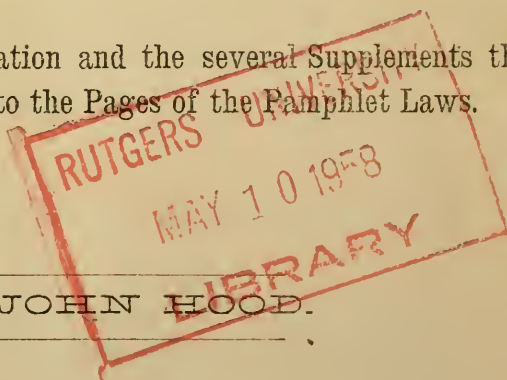 ation and the several Supplements th
to the Pages of the Pamphlet Laws.
RUTGERS UNIVERSITY
MAY 10 1958
LIBRARY
JOHN HOOD.